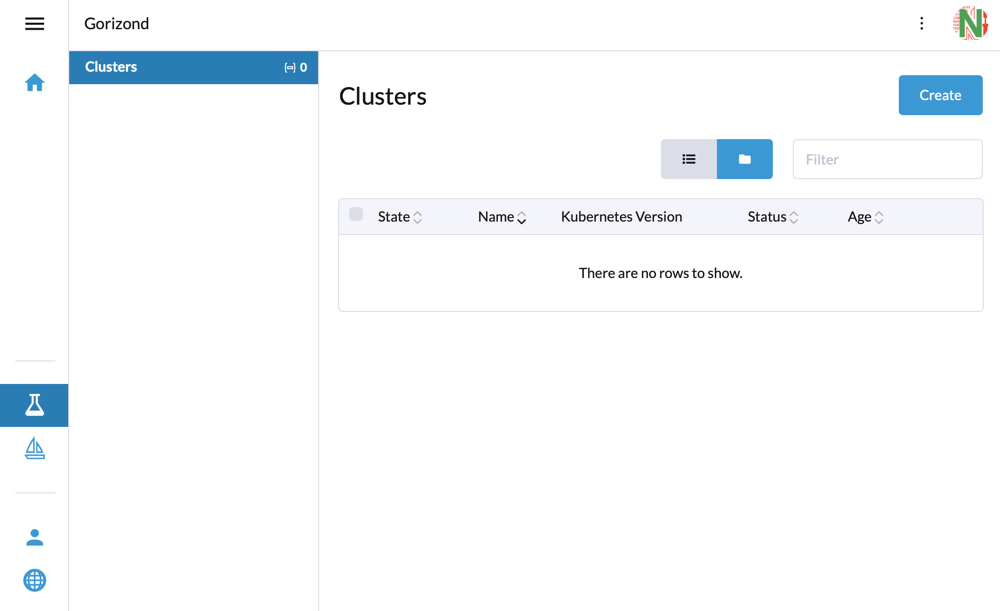 Gorizond
N
Clusters 0
Clusters
Create
Filter
State Name Kubernetes Version Status Age
There are no rows to show.